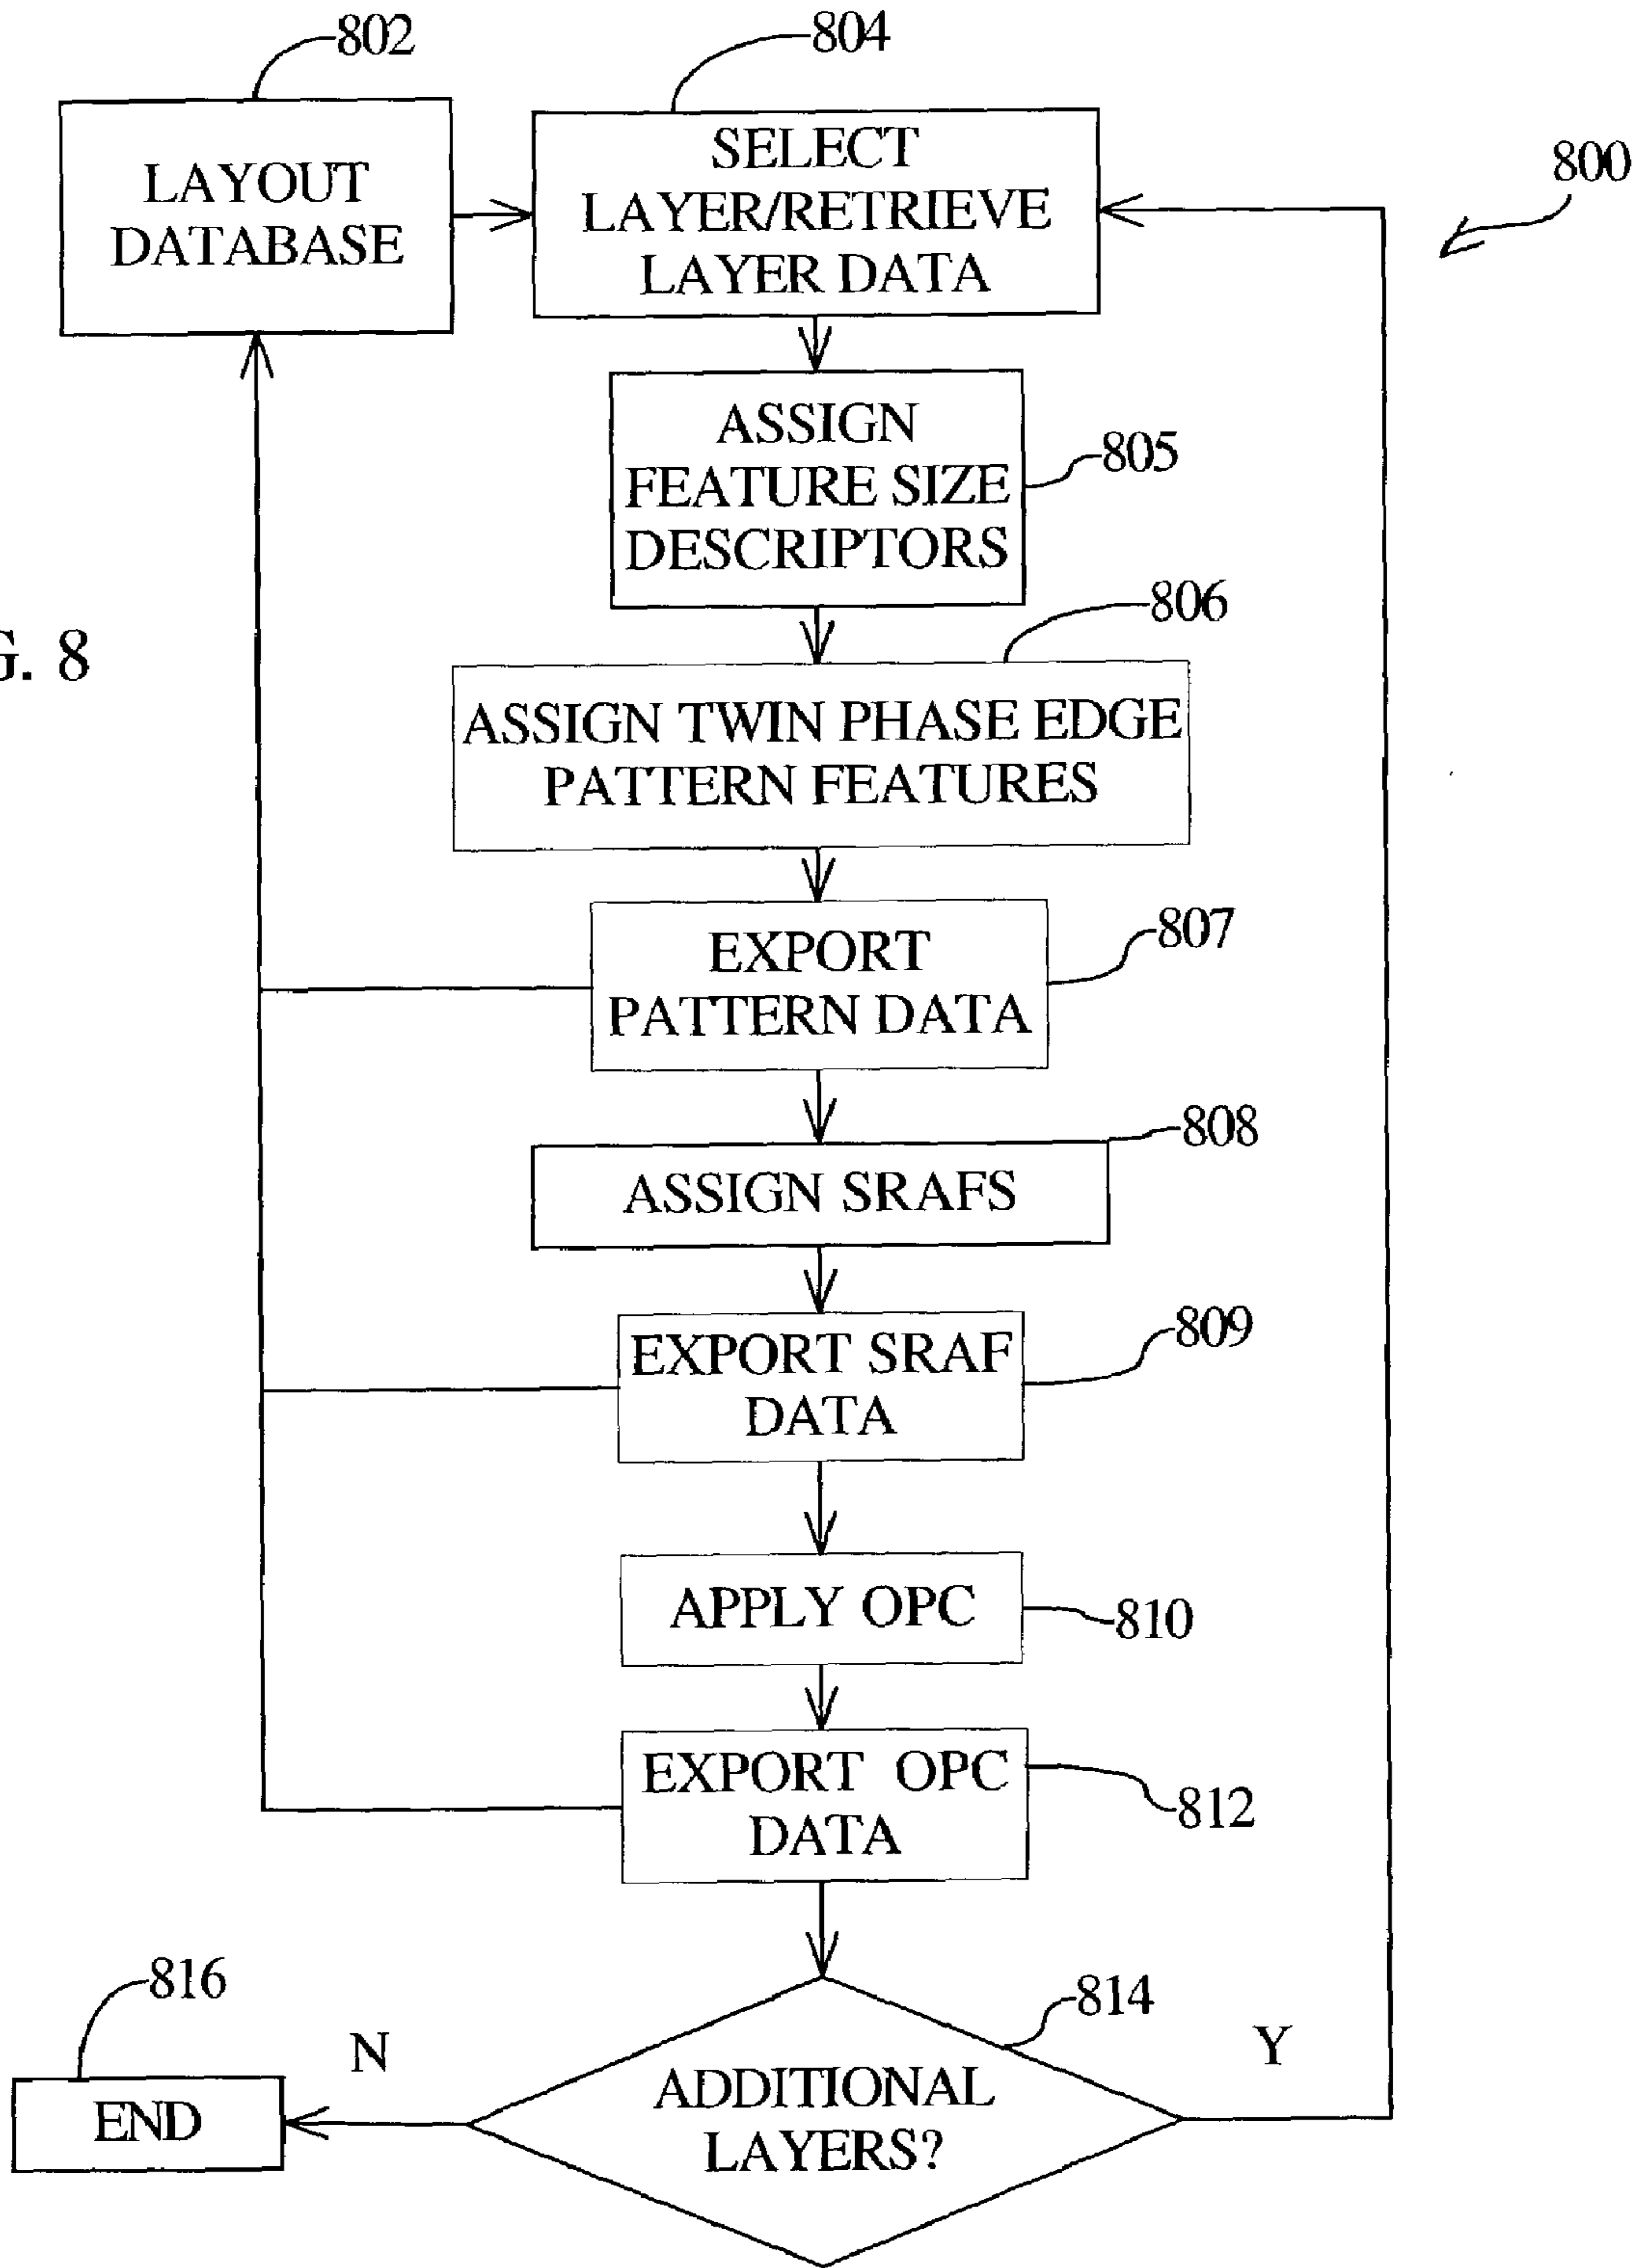 802
804
800
LAYOUT
DATABASE
SELECT
LAYER/RETRIEVE
LAYER DATA
ASSIGN
FEATURE SIZE
DESCRIPTORS
805
806
G. 8
ASSIGN TWIN PHASE EDGE
PATTERN FEATURES
807
EXPORT
PATTERN DATA
808
ASSIGN SRAFS
809
EXPORT SRAF
DATA
APPLY OPC
810
EXPORT OPC
DATA
812
816
814
N
Y
END
ADDITIONAL
LAYERS?